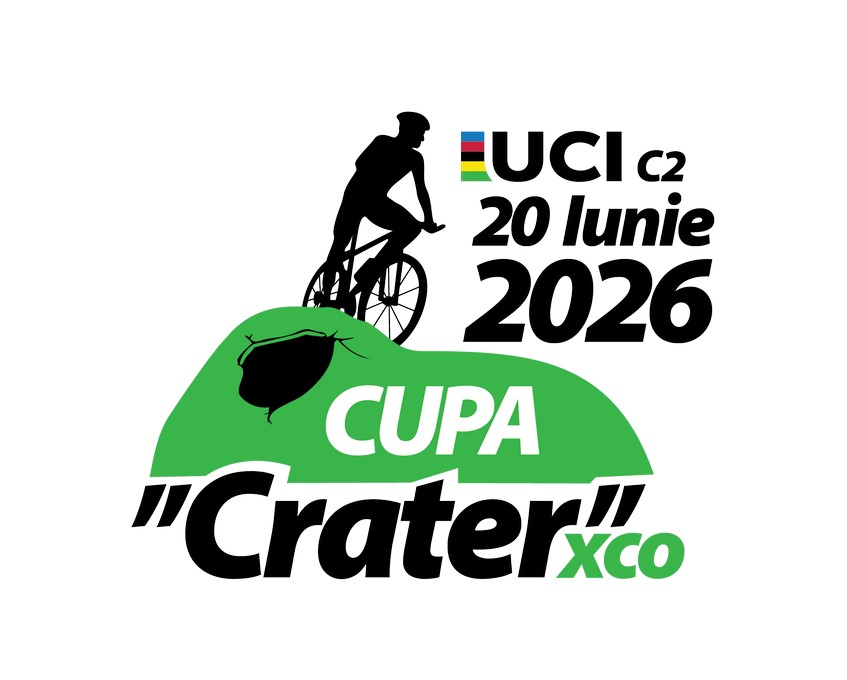 UCI C2
20 Iunie
2026
CUPA
"Crater" xco